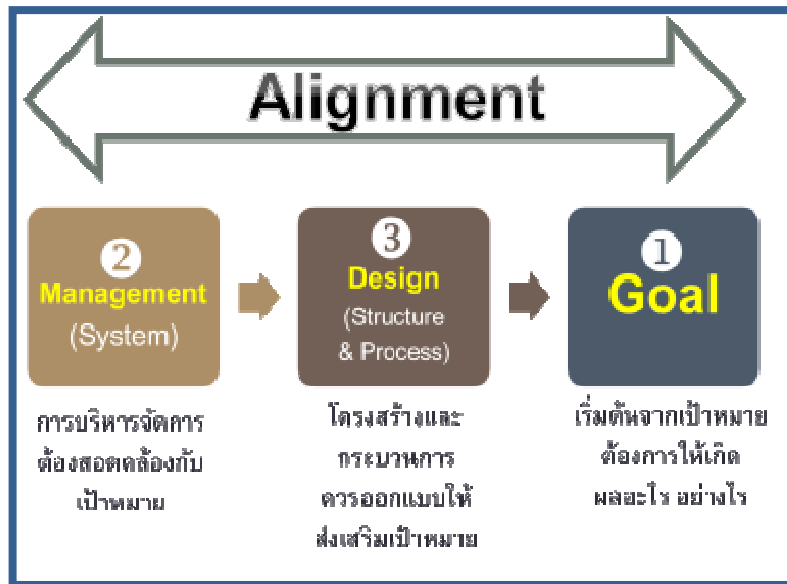 Alignment
2
Management
(System)
3
Design
(Structure
& Process)
1
Goal
การบริหารจัดการ
ต้องสอดคล้องกับ
เป้าหมาย
โครงสร้างและ
กระบวนการ
ควรออกแบบให้
ส่งเสริมเป้าหมาย
เริ่มต้นจากเป้าหมาย
ต้องการให้เกิด
ผลอะไร อย่างไร